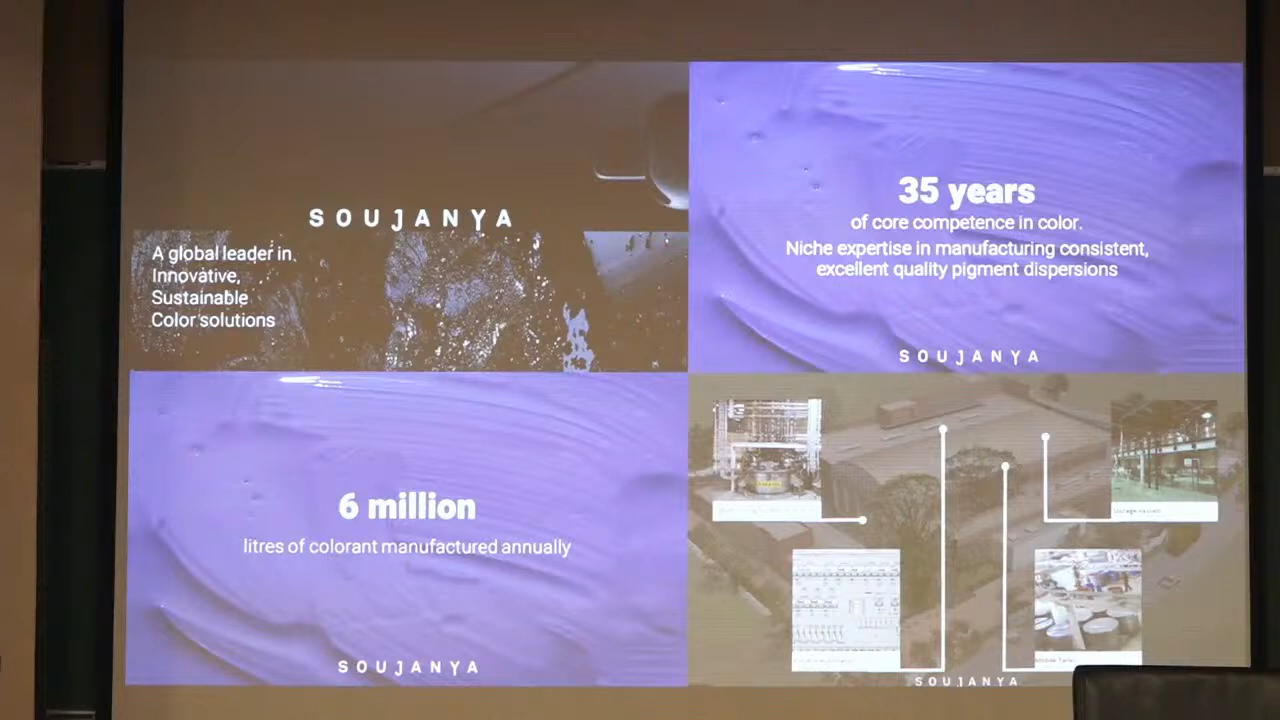 SOUJANYA
A global leader in
Innovative,
Sustainable
Color solutions
35 years
of core competence in color.
Niche expertise in manufacturing consistent,
excellent quality pigment dispersions
SOUJANYA
6 million
litres of colorant manufactured annually
SOUJANYA
SOUJANYA